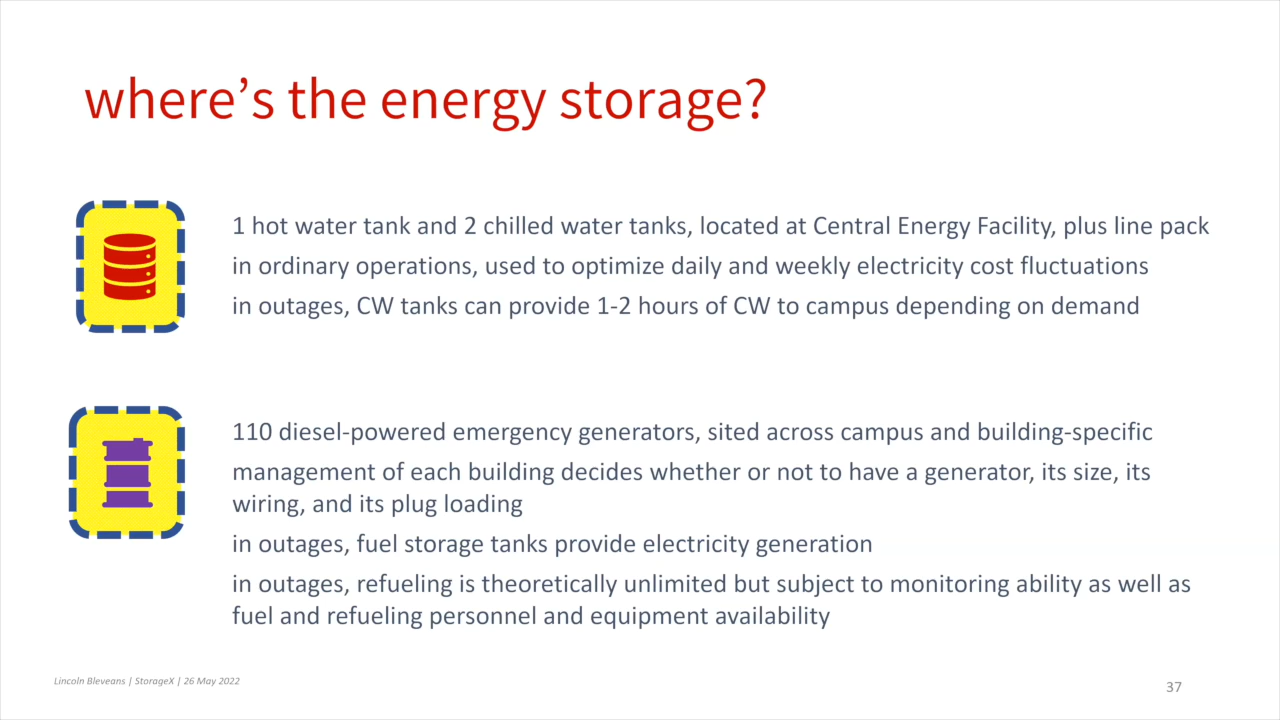 where’s the energy storage?
1 hot water tank and 2 chilled water tanks, located at Central Energy Facility, plus line pack
in ordinary operations, used to optimize daily and weekly electricity cost fluctuations
in outages, CW tanks can provide 1-2 hours of CW to campus depending on demand
110 diesel-powered emergency generators, sited across campus and building-specific
management of each building decides whether or not to have a generator, its size, its
wiring, and its plug loading
in outages, fuel storage tanks provide electricity generation
in outages, refueling is theoretically unlimited but subject to monitoring ability as well as
fuel and refueling personnel and equipment availability
Lincoln Bleveans | StorageX | 26 May 2022
37